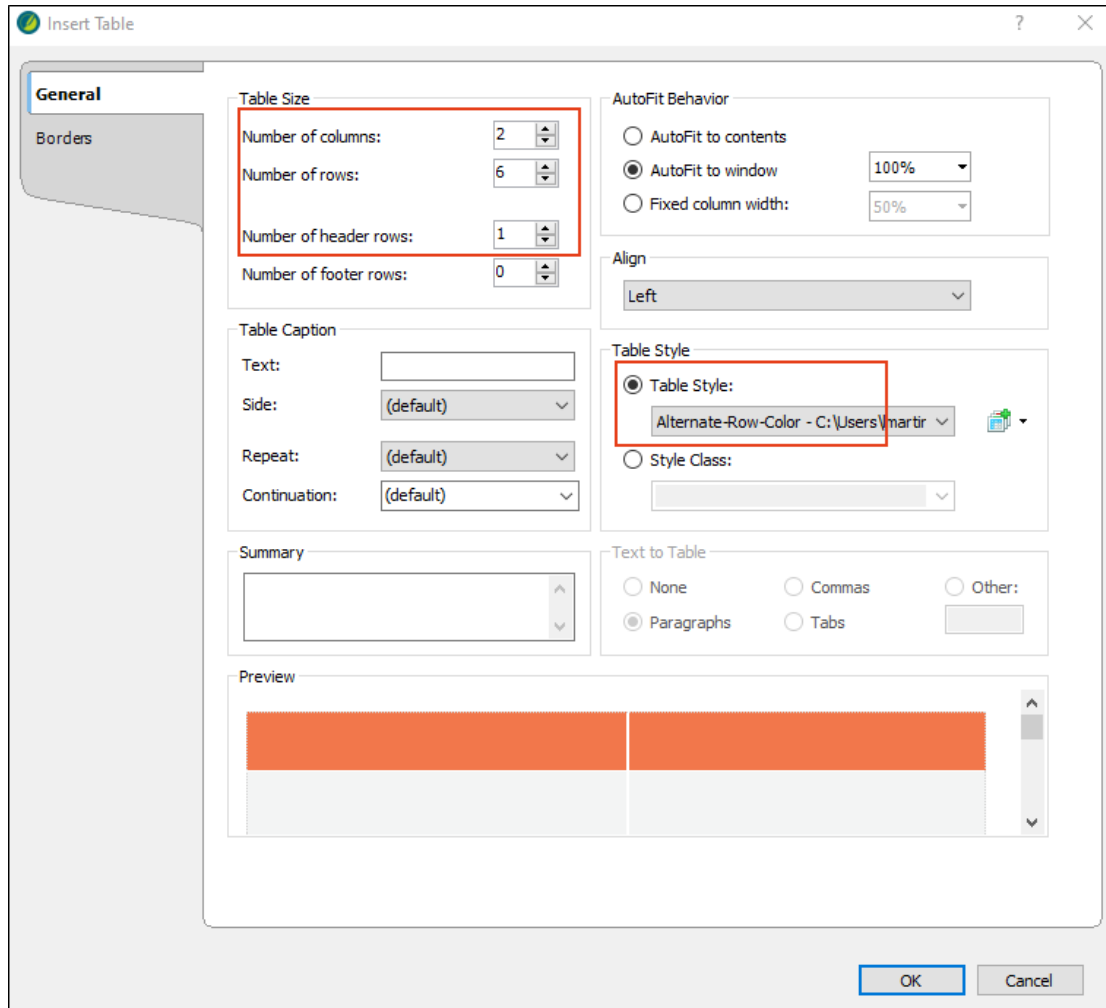 Insert Table
General
Borders
Table Size
Number of columns: 2
Number of rows: 6
Number of header rows: 1
Number of footer rows: 0
Table Caption
Text:
Side: (default)
Repeat: (default)
Continuation: (default)
Summary
AutoFit Behavior
AutoFit to contents
AutoFit to window 100%
Fixed column width: 50%
Align
Left
Table Style
Table Style:
Alternate-Row-Color - C:\Users\martir
Style Class:
Text to Table
None Commas Other:
Paragraphs Tabs
Preview
OK Cancel